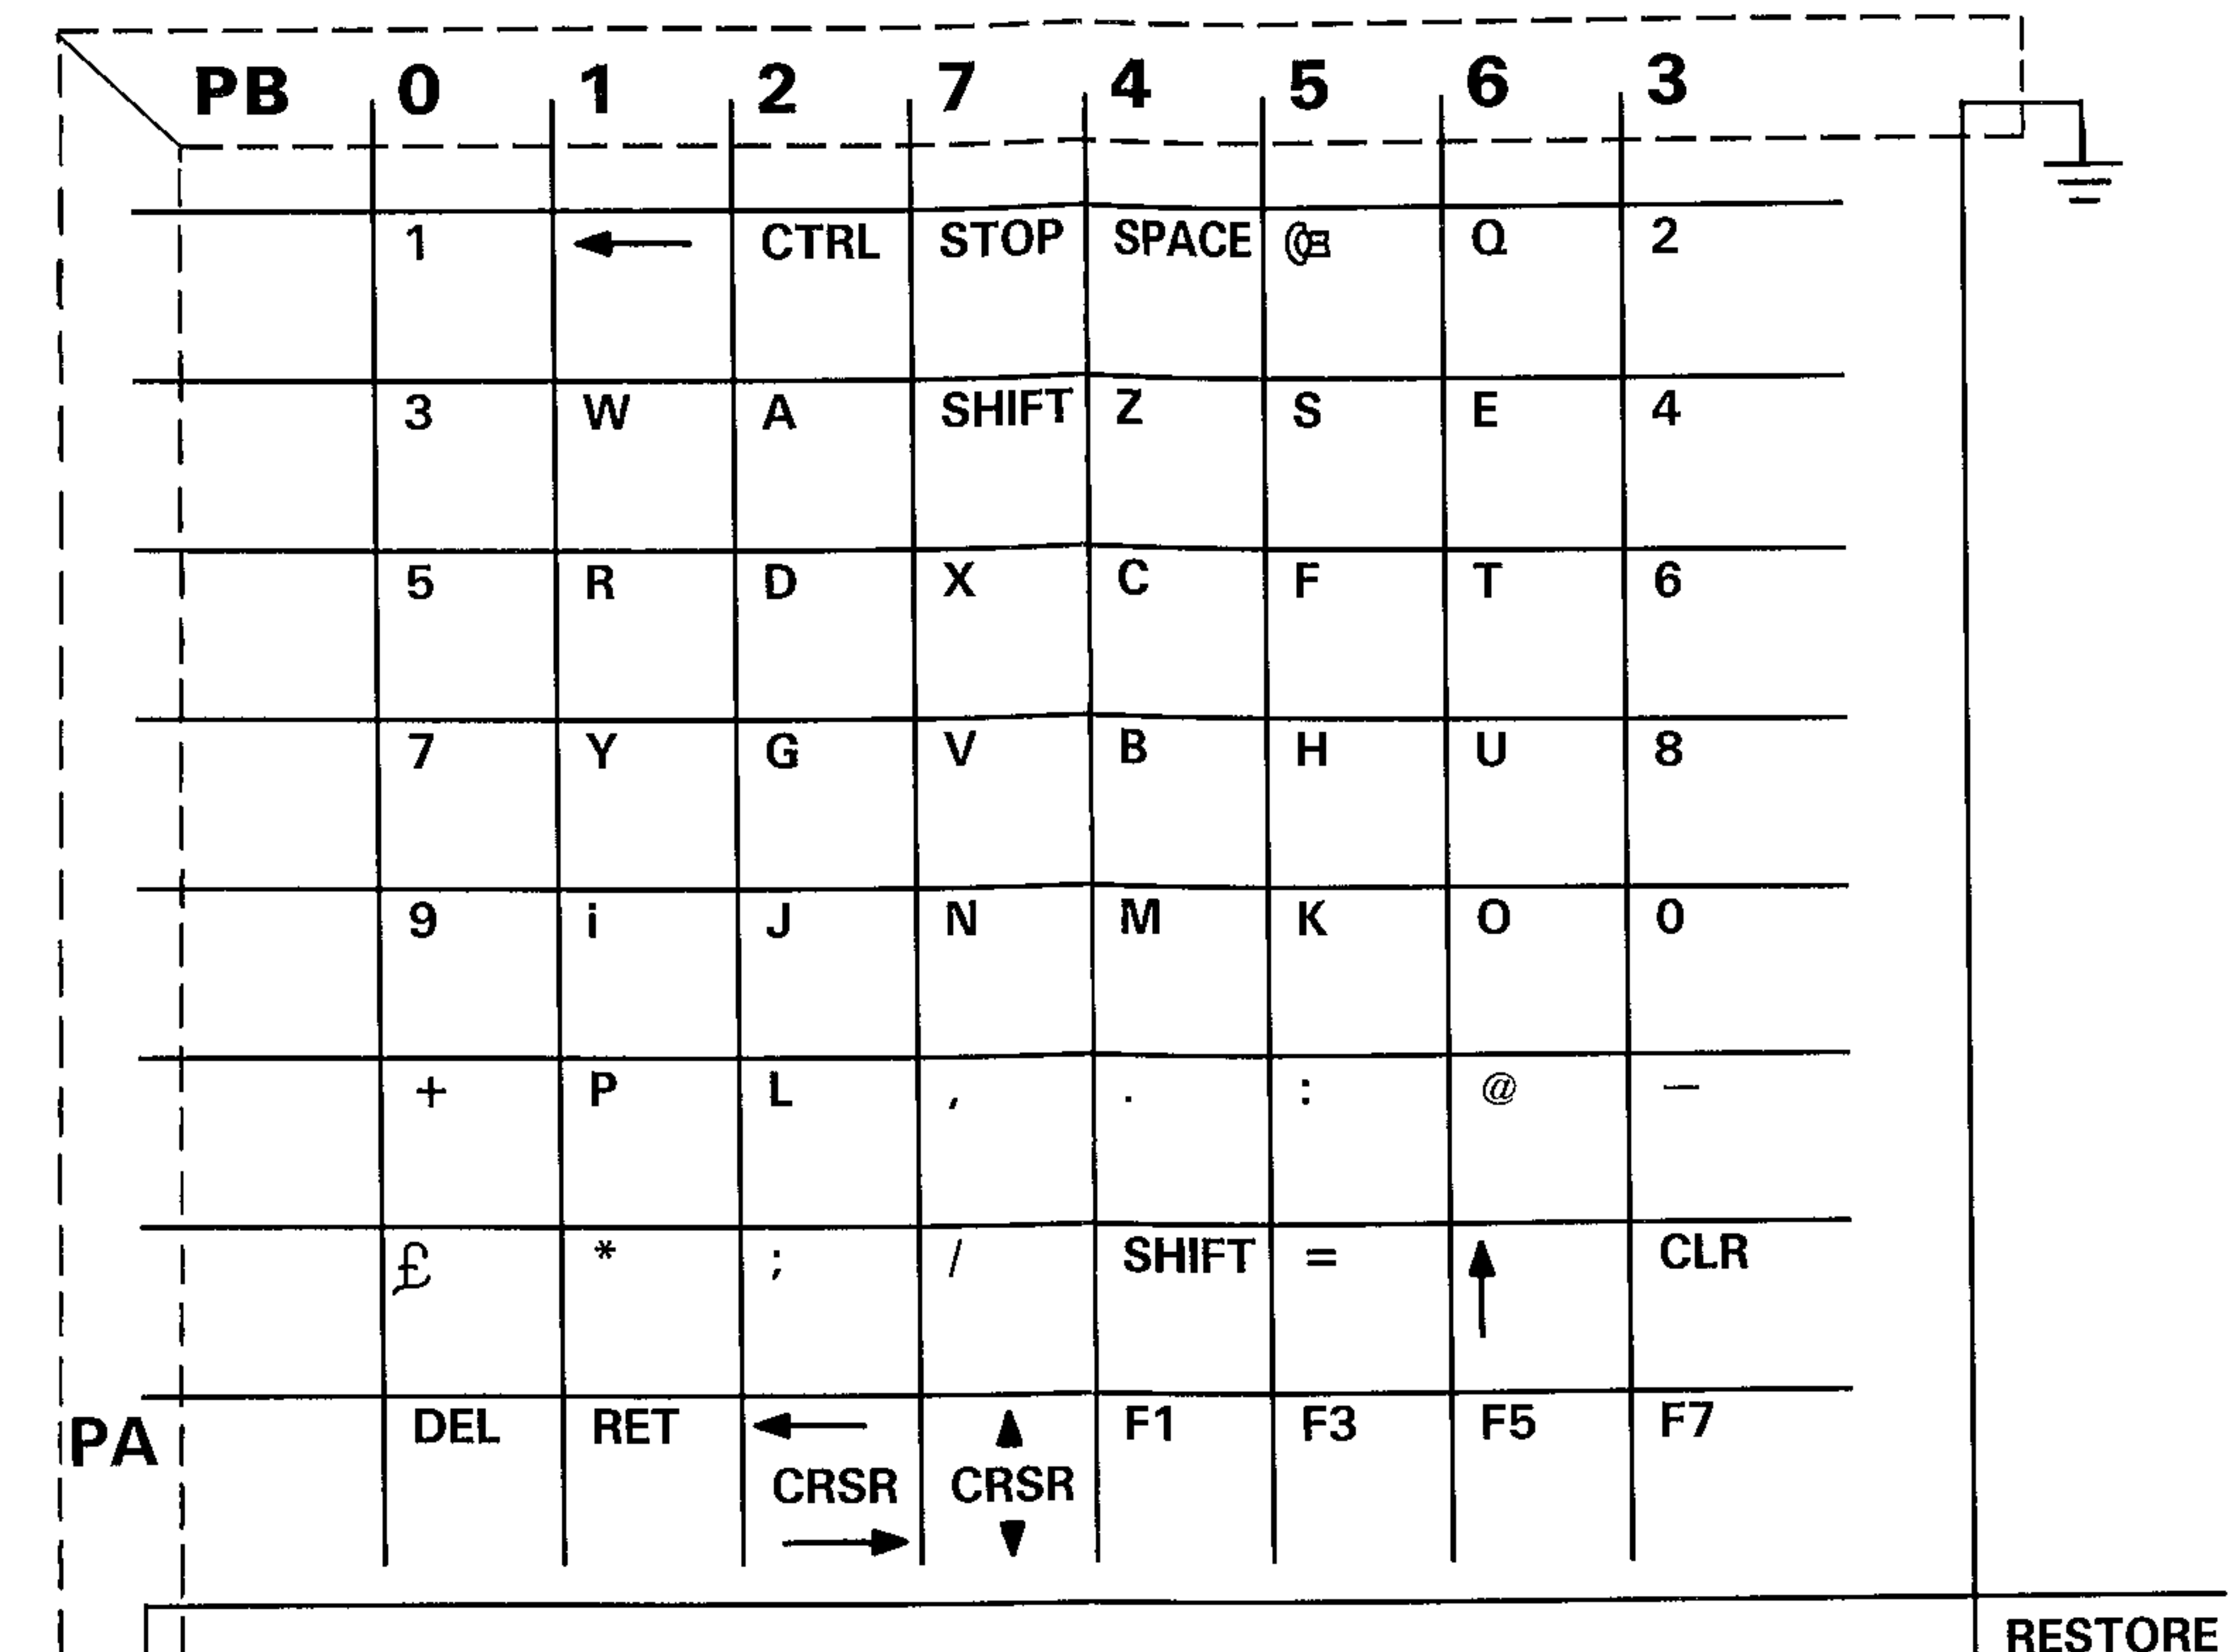 PB 0 1 2 7 4 5 6 3
1 ← CTRL STOP SPACE Q 2
3 W A SHIFT Z S E 4
5 R D X C F T 6
7 Y G V B H U 8
9 i J N M K O 0
+ P L , . : @ —
£ * ; / SHIFT = ↑ CLR
PA DEL RET ← ▲ F1 F3 F5 F7
CRSR CRSR
→ ▼
RESTORE